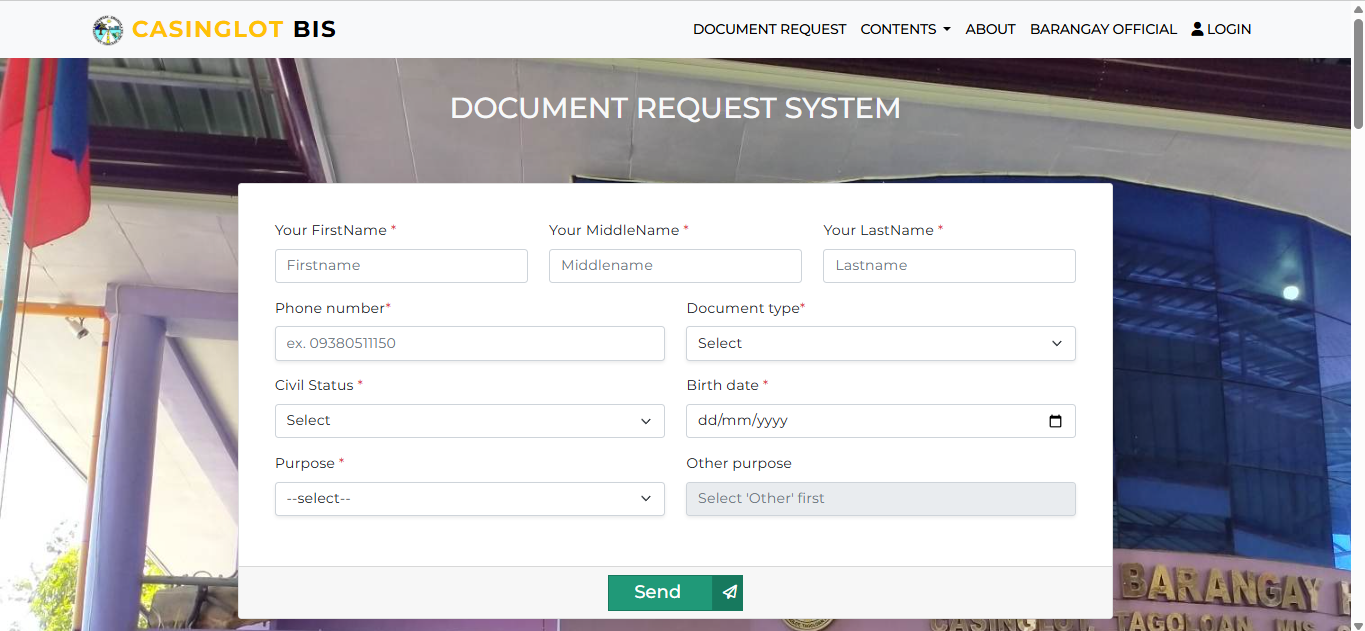 CASINGLOT BIS
DOCUMENT REQUEST CONTENTS ABOUT BARANGAY OFFICIAL LOGIN
DOCUMENT REQUEST SYSTEM
Your FirstName * Your MiddleName * Your LastName *
Firstname Middlename Lastname
Phone number* Document type*
ex. 09380511150 Select
Civil Status * Birth date *
Select dd/mm/yyyy
Purpose * Other purpose
--select-- Select 'Other' first
Send
BARANGAY
CASINGLOT, TAGOLOAN, MIS